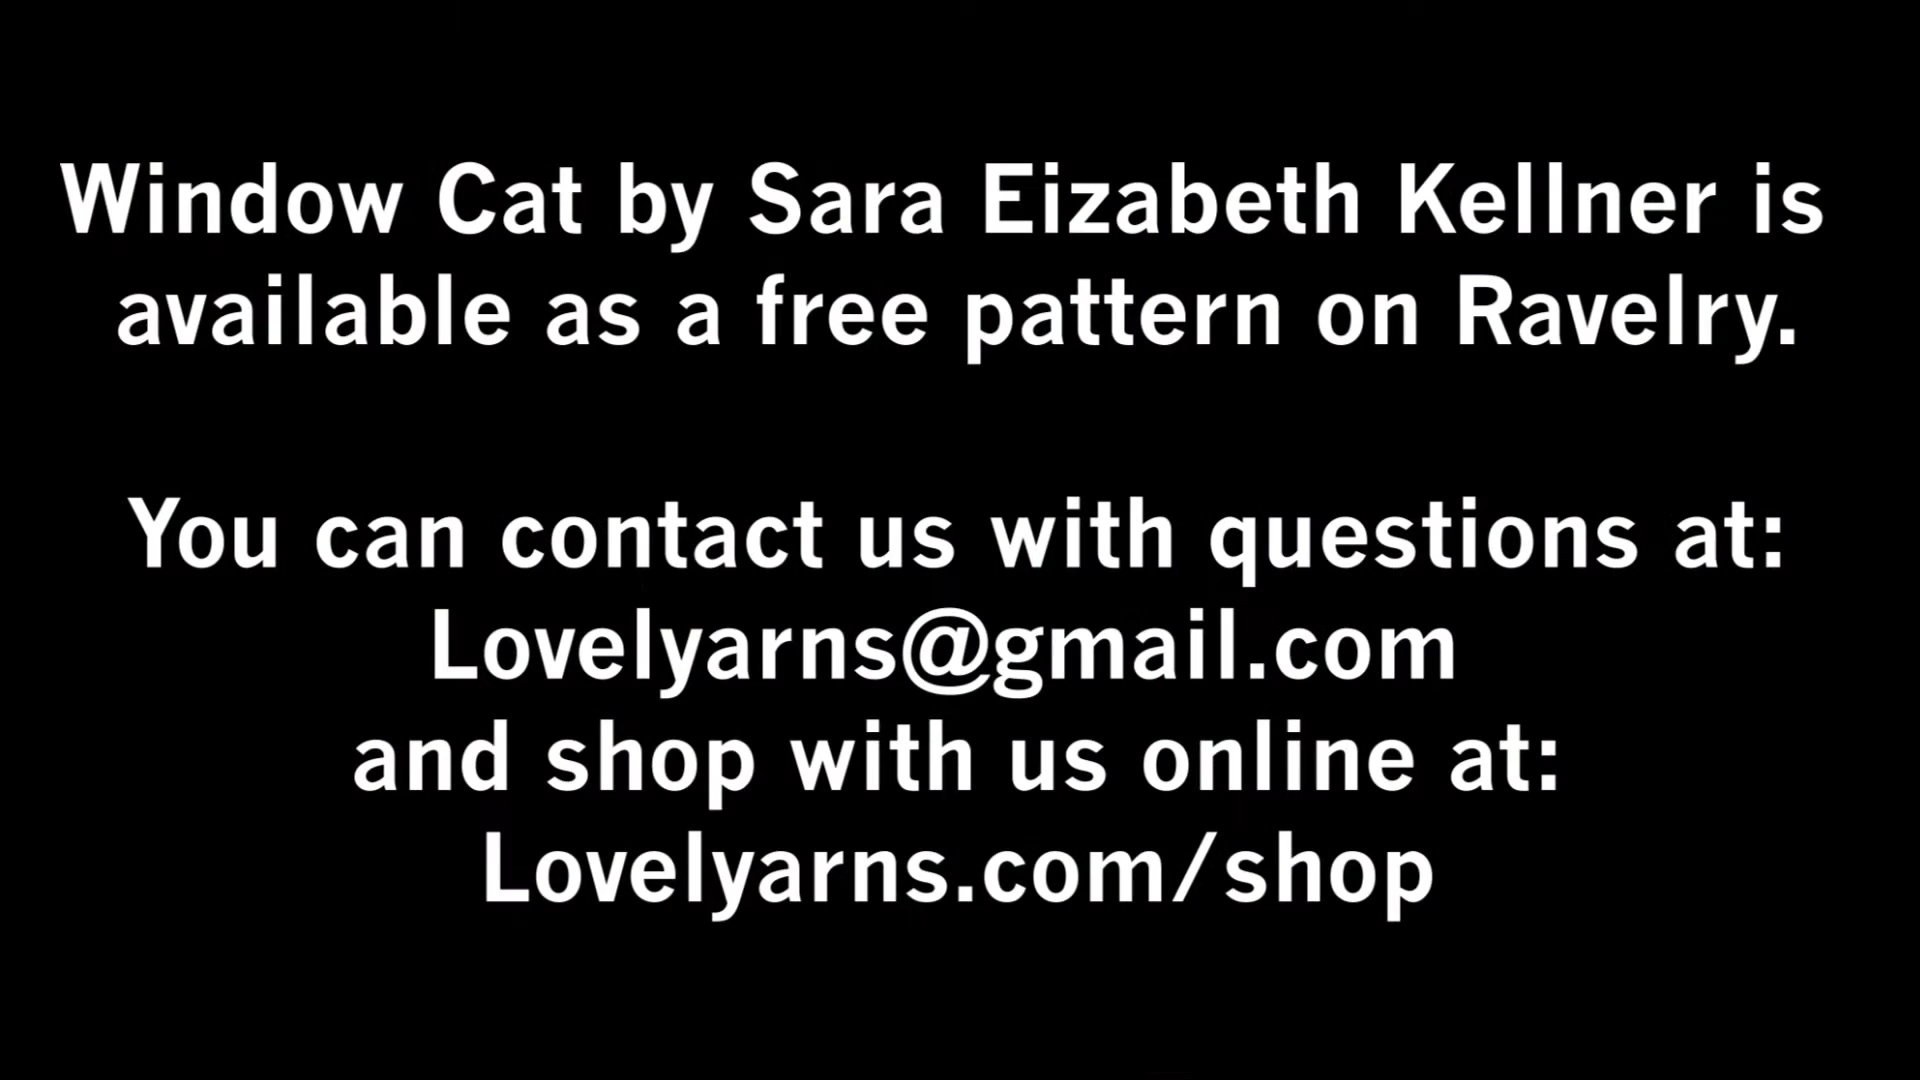 Window Cat by Sara Eizabeth Kellner is
available as a free pattern on Ravelry.
You can contact us with questions at:
Lovelyarns@gmail.com
and shop with us online at:
Lovelyarns.com/shop